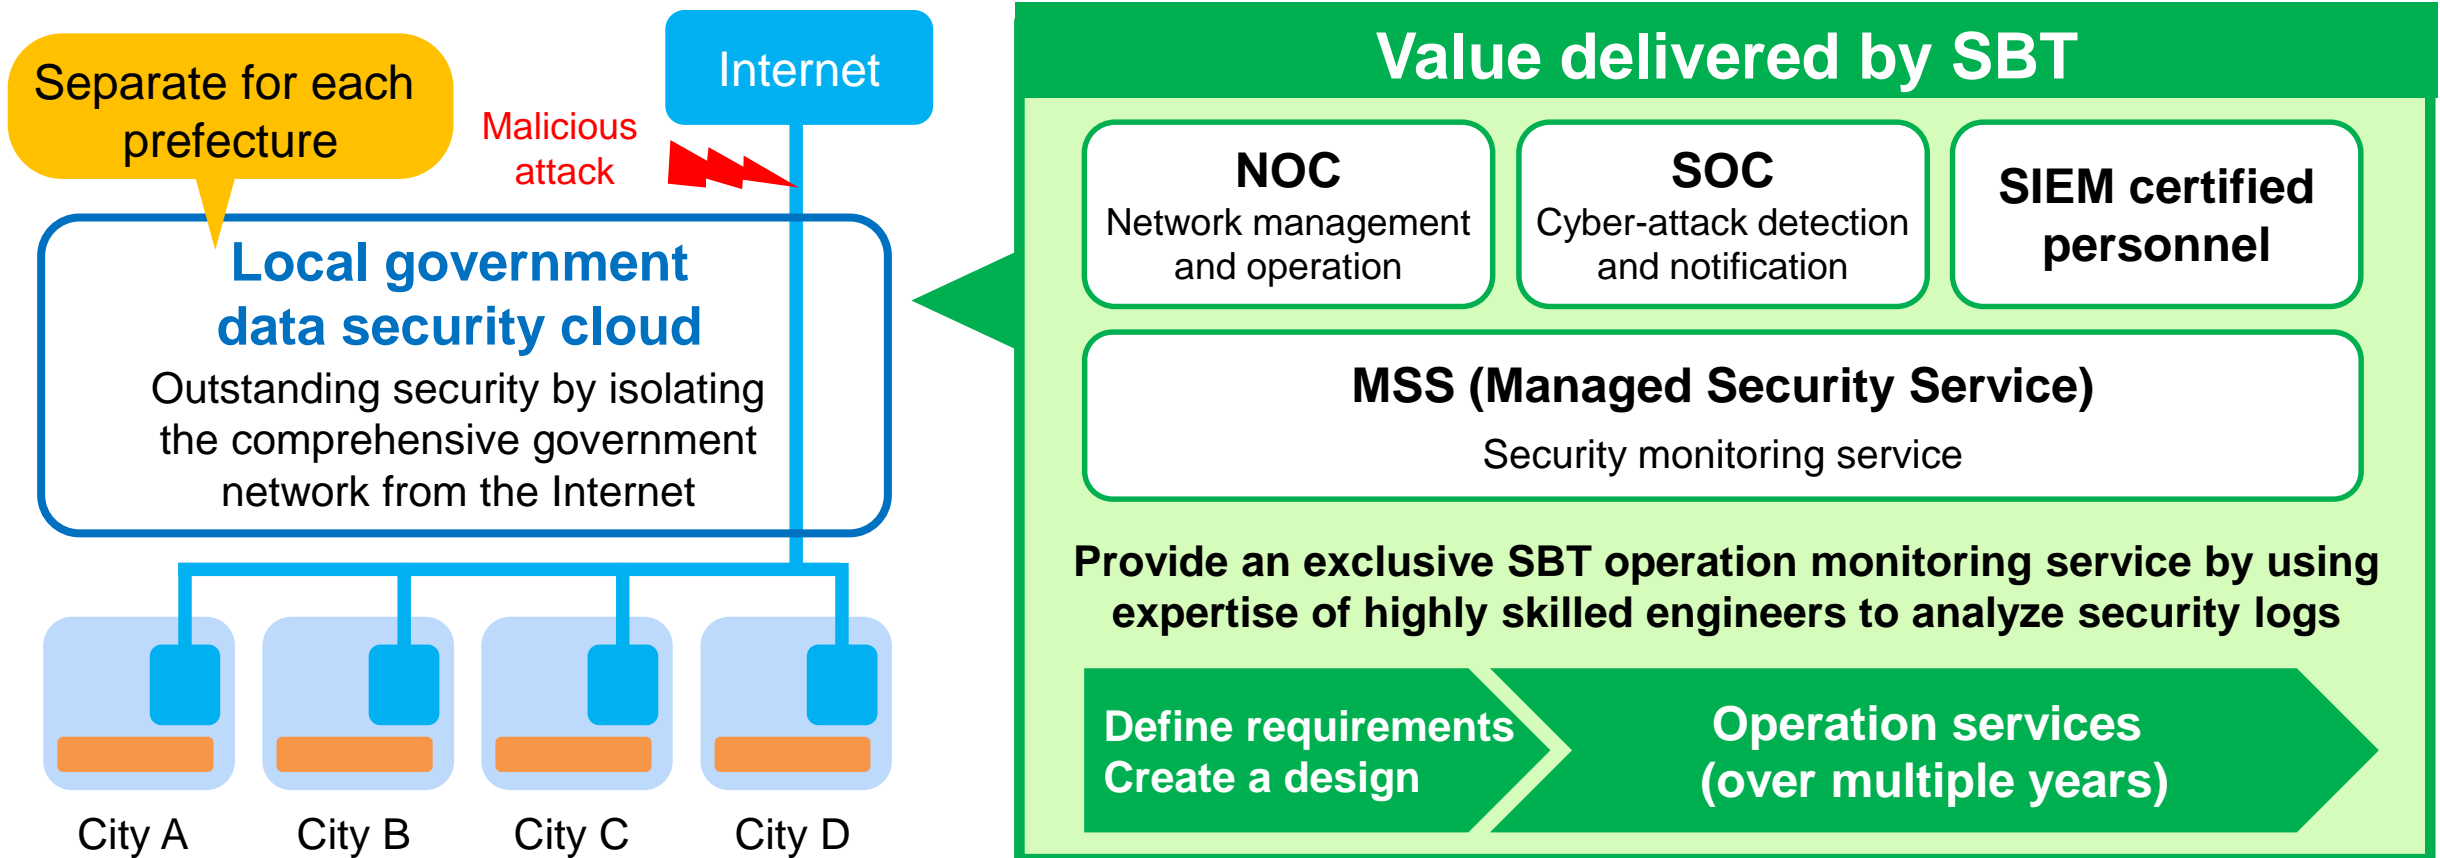 Separate for each
prefecture
Internet
Malicious
attack
Local government
data security cloud
Outstanding security by isolating
the comprehensive government
network from the Internet
City A
City B
City C
City D
Value delivered by SBT
NOC
Network management
and operation
SOC
Cyber-attack detection
and notification
SIEM certified
personnel
MSS (Managed Security Service)
Security monitoring service
Provide an exclusive SBT operation monitoring service by using
expertise of highly skilled engineers to analyze security logs
Define requirements
Create a design
Operation services
(over multiple years)